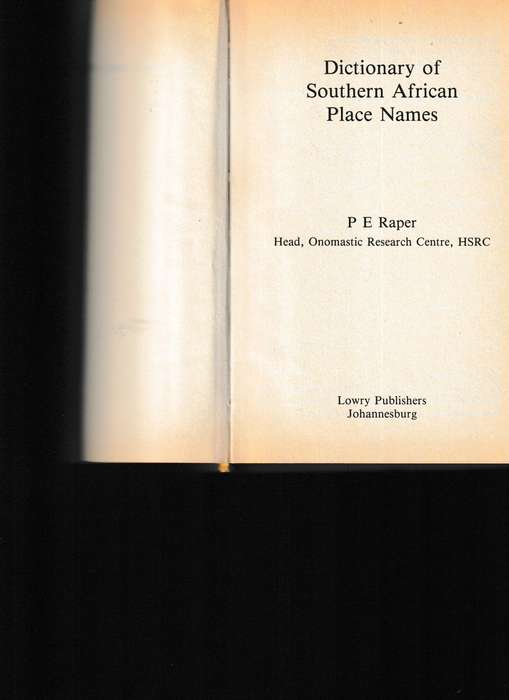 Dictionary of
Southern African
Place Names
P E Raper
Head, Onomastic Research Centre, HSRC
Lowry Publishers
Johannesburg